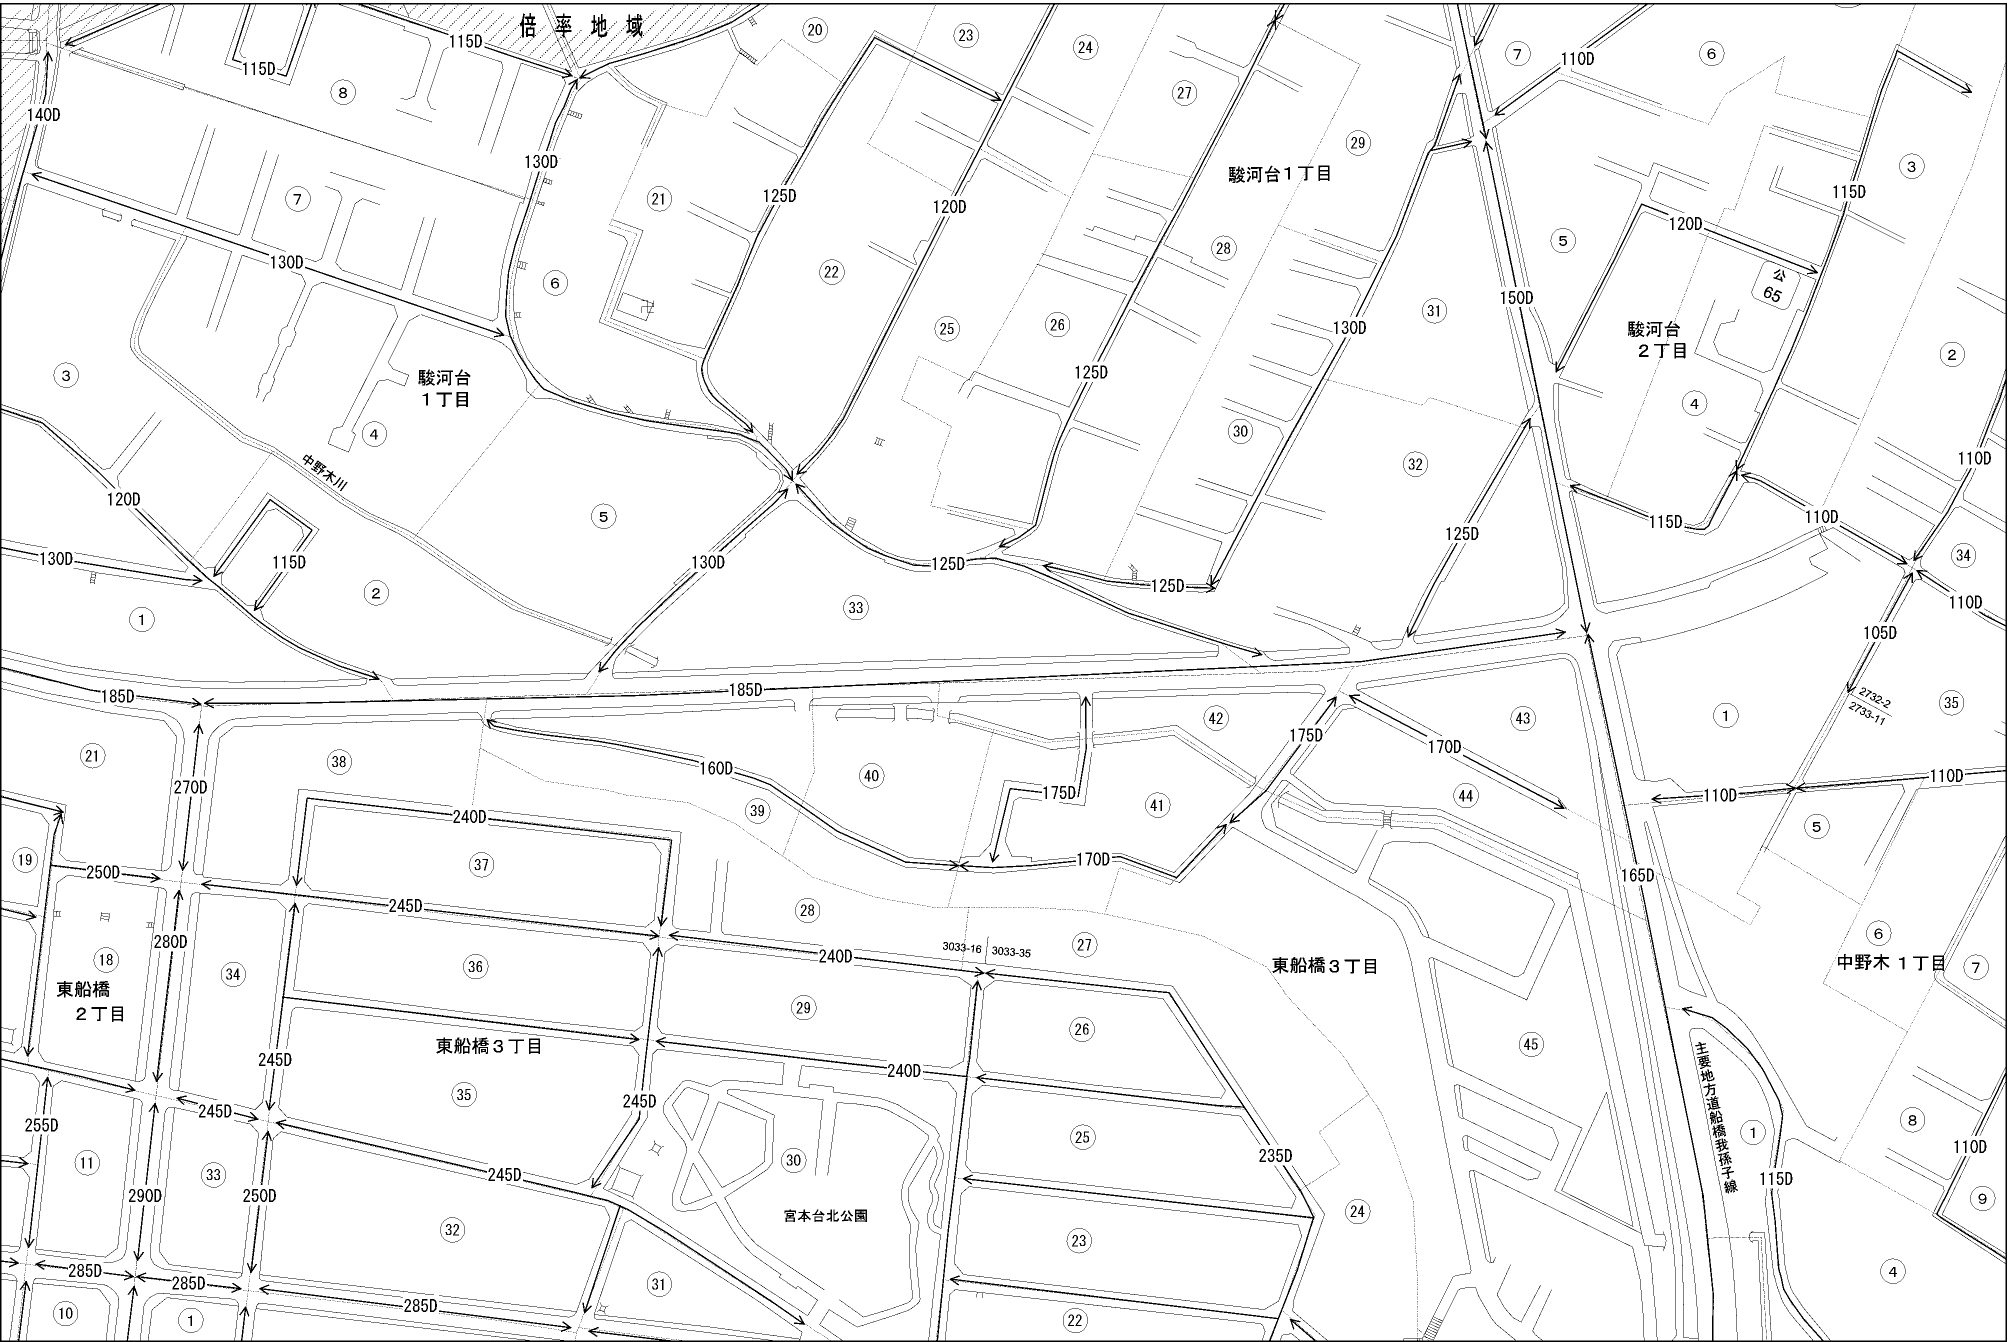 倍 率 地 域
115D
115D
140D
8
20
23
24
7
6
110D
27
29
3
130D
7
21
125D
120D
駿河台１丁目
115D
130D
6
22
28
5
120D
公
65
150D
31
25
26
130D
駿河台
２丁目
2
3
駿河台
１丁目
125D
4
4
中野木川
30
32
110D
120D
5
115D
110D
125D
34
130D
115D
130D
125D
125D
110D
1
2
33
105D
185D
185D
2732-2
2733-11
35
42
43
1
21
38
270D
160D
40
175D
170D
110D
110D
39
175D
41
44
5
240D
19
250D
37
170D
165D
245D
28
27
6
280D
3033-16
3033-35
240D
18
34
36
東船橋３丁目
中野木 1丁目
7
東船橋
２丁目
29
26
245D
東船橋３丁目
45
主要地方道船橋我孫子線
240D
35
245D
245D
255D
25
1
8
11
33
245D
30
235D
110D
290D
250D
115D
9
宮本台北公園
24
32
23
285D
285D
31
4
285D
10
1
22